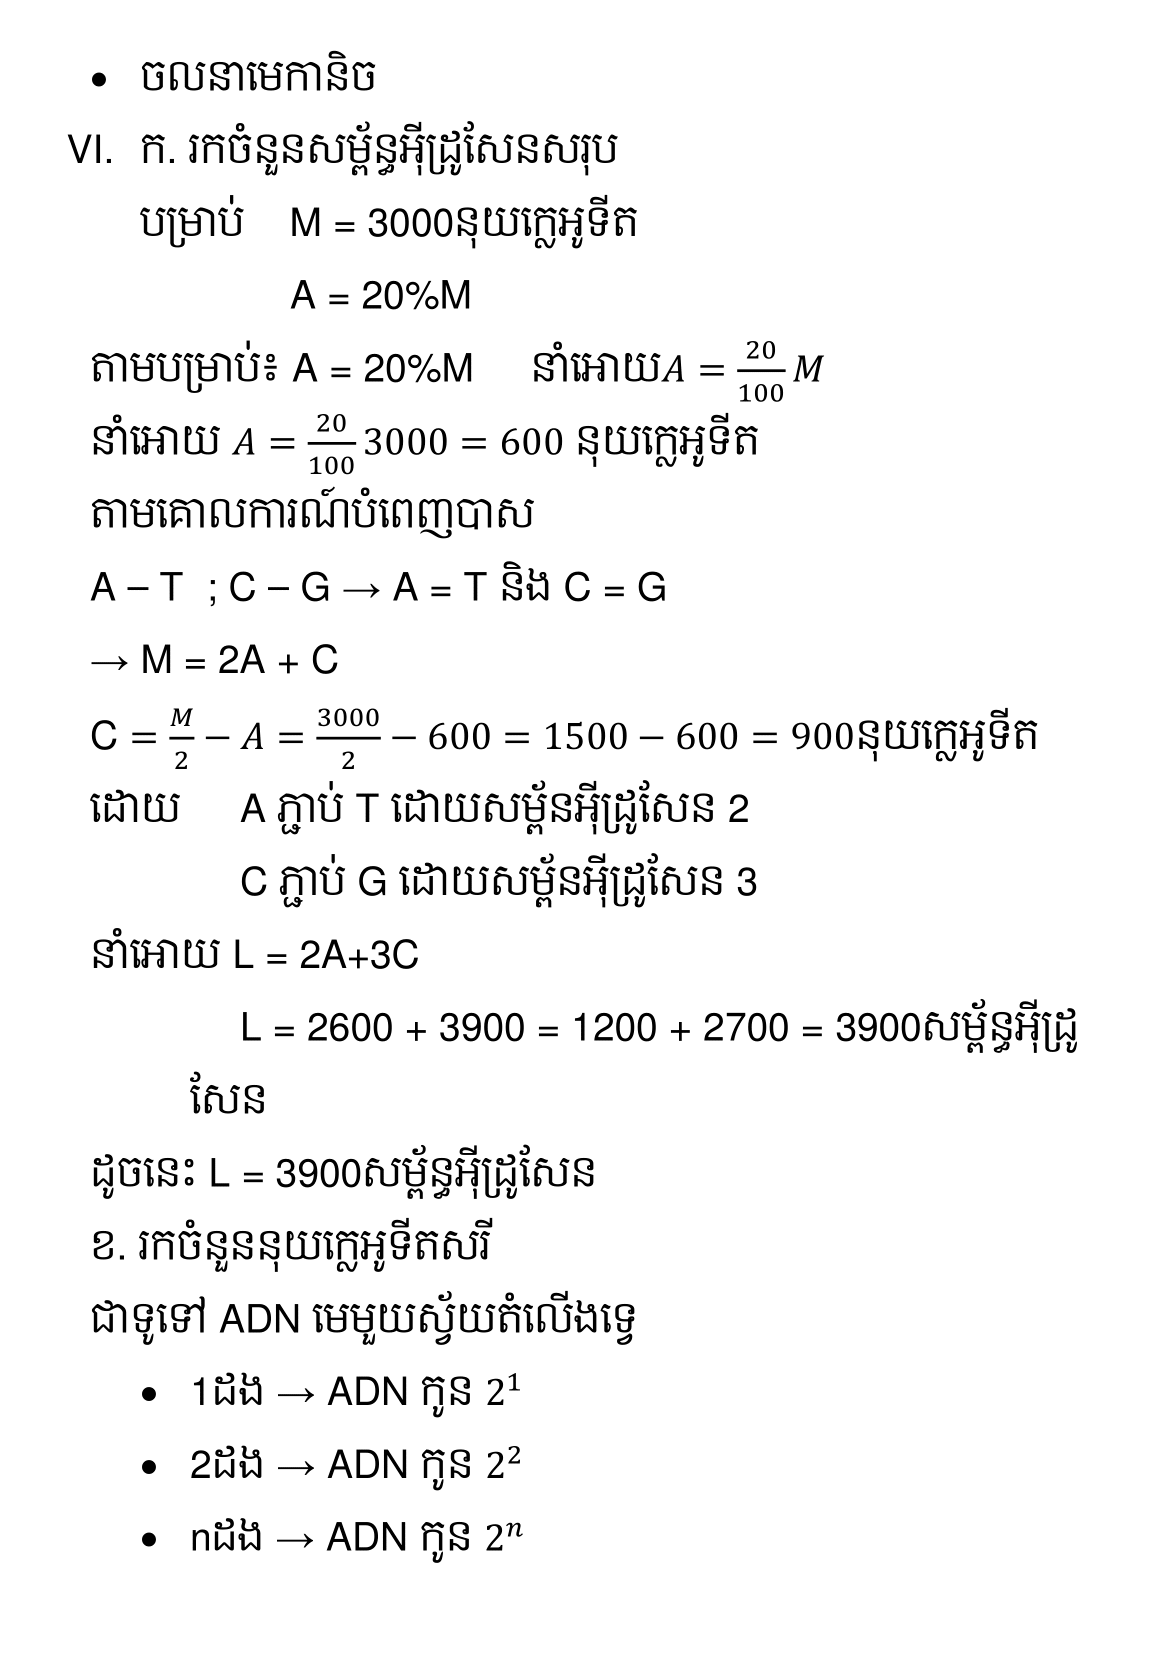 • ចលនាមេកានិច
VI. ក. រកចំនួនសម្ព័ន្ធអ៊ីដ្រូសែនសរុប
បម្រាប់ M = 3000នុយក្លេអូទីត
A = 20%M
តាមបម្រាប់៖ A = 20%M នាំអោយ𝐴 = 20/100 𝑀
នាំអោយ 𝐴 = 20/100 3000 = 600 នុយក្លេអូទីត
តាមគោលការណ៍បំពេញបាស
A – T ; C – G → A = T និង C = G
→ M = 2A + C
C = 𝑀/2 − 𝐴 = 3000/2 − 600 = 1500 − 600 = 900នុយក្លេអូទីត
ដោយ A ភ្ជាប់ T ដោយសម្ព័នអ៊ីដ្រូសែន 2
C ភ្ជាប់ G ដោយសម្ព័នអ៊ីដ្រូសែន 3
នាំអោយ L = 2A+3C
L = 2600 + 3900 = 1200 + 2700 = 3900សម្ព័ន្ធអ៊ីដ្រូ
សែន
ដូចនេះ L = 3900សម្ព័ន្ធអ៊ីដ្រូសែន
ខ. រកចំនួននុយក្លេអូទីតសរី
ជាទូទៅ ADN មេមួយស្វ័យតំលើងទ្វេ
• 1ដង → ADN កូន 2¹
• 2ដង → ADN កូន 2²
• nដង → ADN កូន 2ⁿ